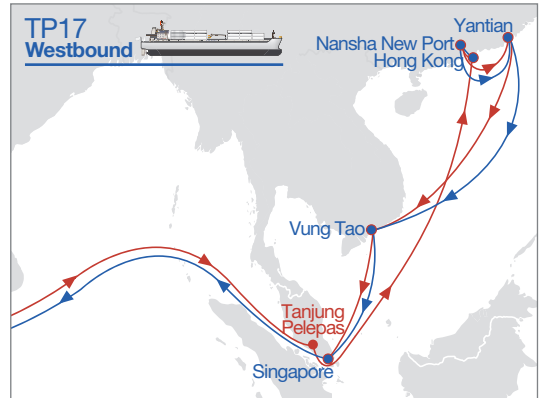 TP17
Westbound
Yantian
Nansha New Port
Hong Kong
Vung Tao
Tanjung
Pelepas
Singapore